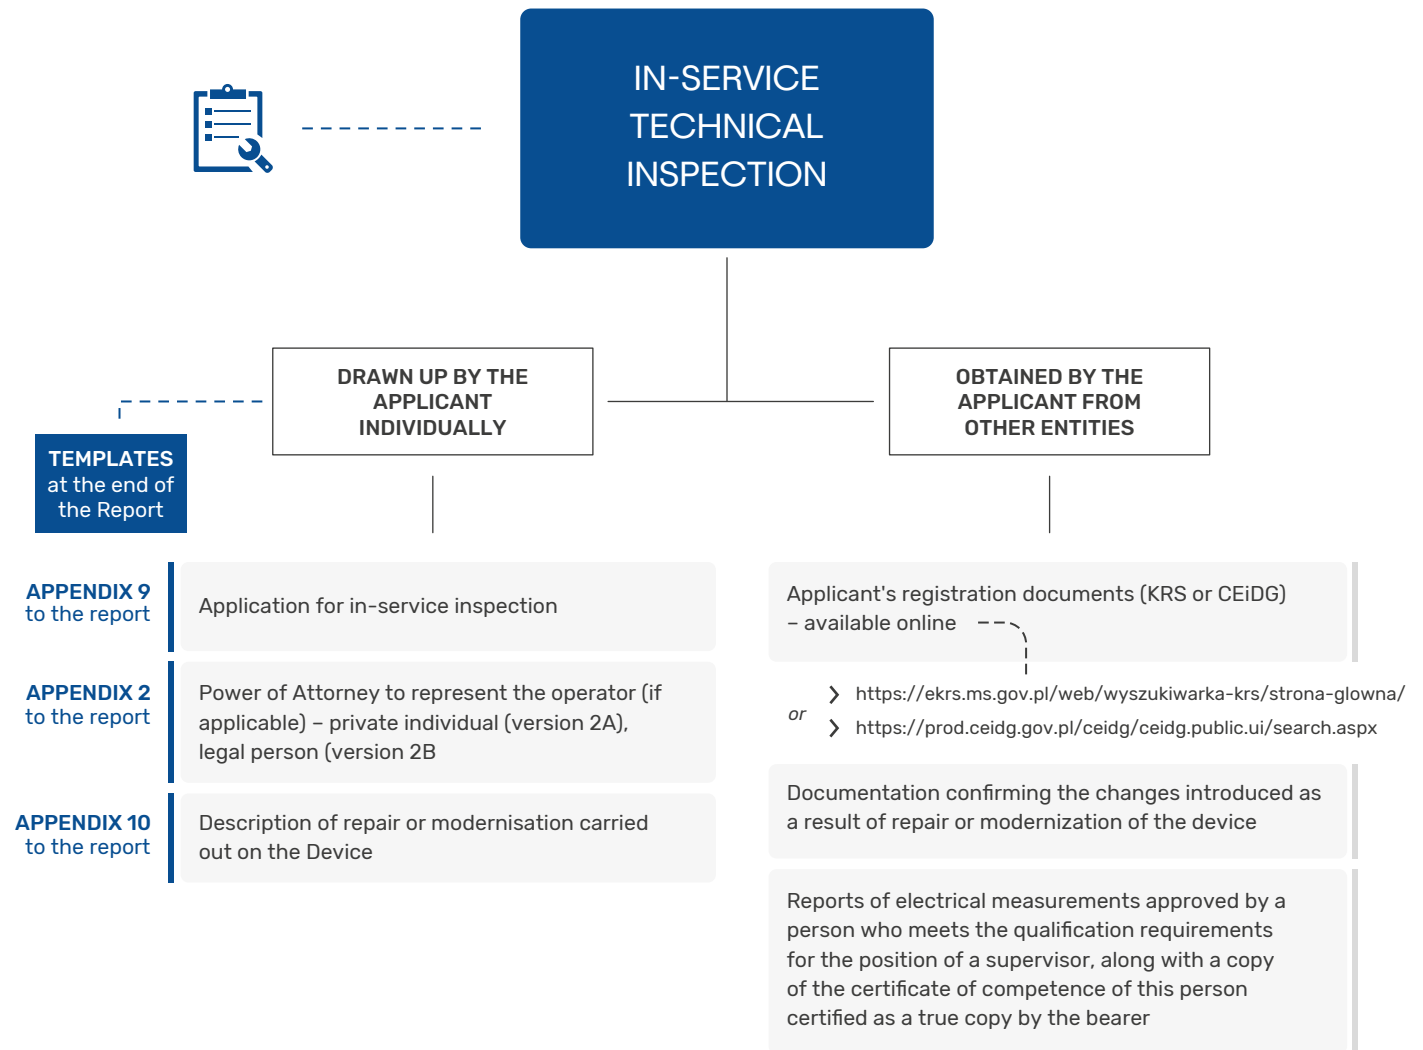 IN-SERVICE
TECHNICAL
INSPECTION
DRAWN UP BY THE
APPLICANT
INDIVIDUALLY
OBTAINED BY THE
APPLICANT FROM
OTHER ENTITIES
TEMPLATES
at the end of
the Report
APPENDIX 9
to the report
Application for in-service inspection
APPENDIX 2
to the report
Power of Attorney to represent the operator (if
applicable) – private individual (version 2A),
legal person (version 2B
APPENDIX 10
to the report
Description of repair or modernisation carried
out on the Device
Applicant's registration documents (KRS or CEiDG)
– available online
https://ekrs.ms.gov.pl/web/wyszukiwarka-krs/strona-glowna/
or
https://prod.ceidg.gov.pl/ceidg/ceidg.public.ui/search.aspx
Documentation confirming the changes introduced as
a result of repair or modernization of the device
Reports of electrical measurements approved by a
person who meets the qualification requirements
for the position of a supervisor, along with a copy
of the certificate of competence of this person
certified as a true copy by the bearer